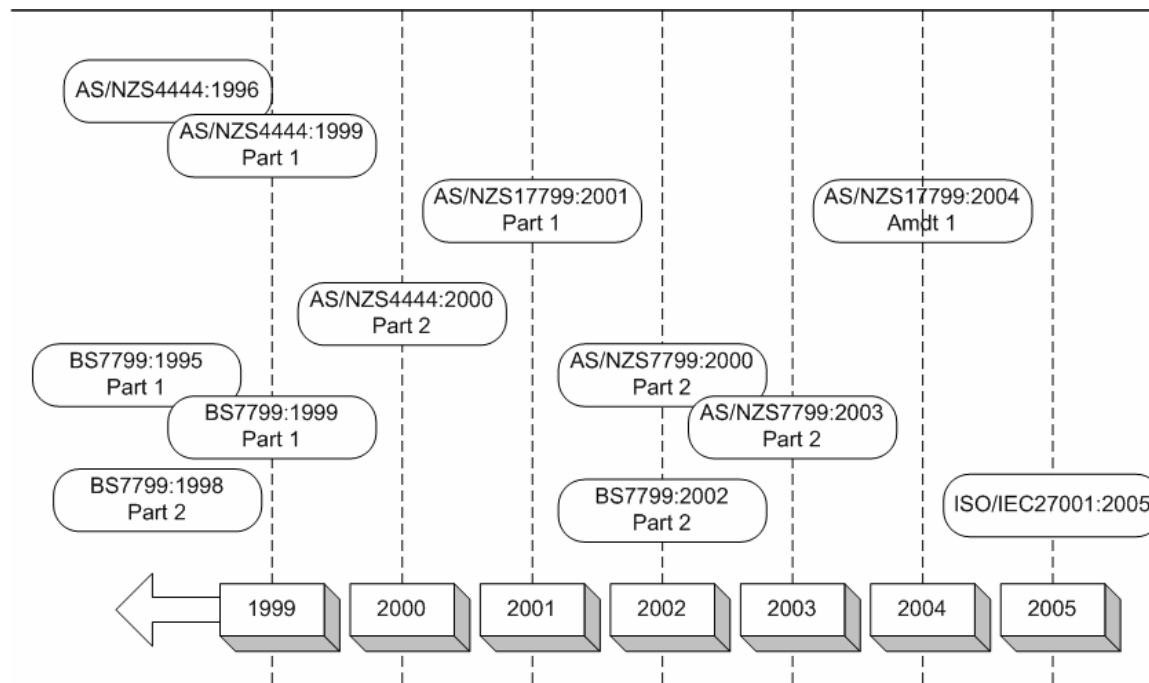 AS/NZS4444:1996
AS/NZS4444:1999
Part 1
AS/NZS17799:2001
Part 1
AS/NZS17799:2004
Amdt 1
AS/NZS4444:2000
Part 2
BS7799:1995
Part 1
AS/NZS7799:2000
Part 2
BS7799:1999
Part 1
AS/NZS7799:2003
Part 2
BS7799:1998
Part 2
BS7799:2002
Part 2
ISO/IEC27001:2005
1999
2000
2001
2002
2003
2004
2005